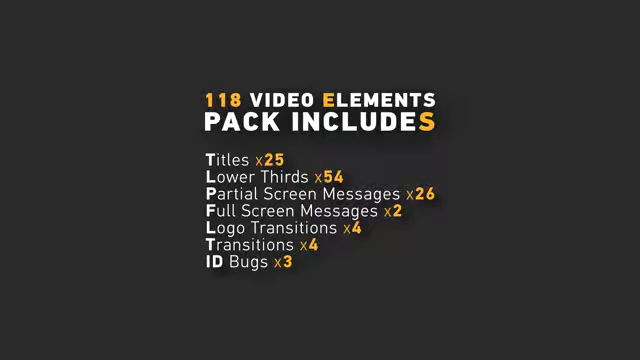 118 VIDEO ELEMENTS
PACK INCLUDES
Titles x25
Lower Thirds x54
Partial Screen Messages x26
Full Screen Messages x2
Logo Transitions x4
Transitions x4
ID Bugs x3